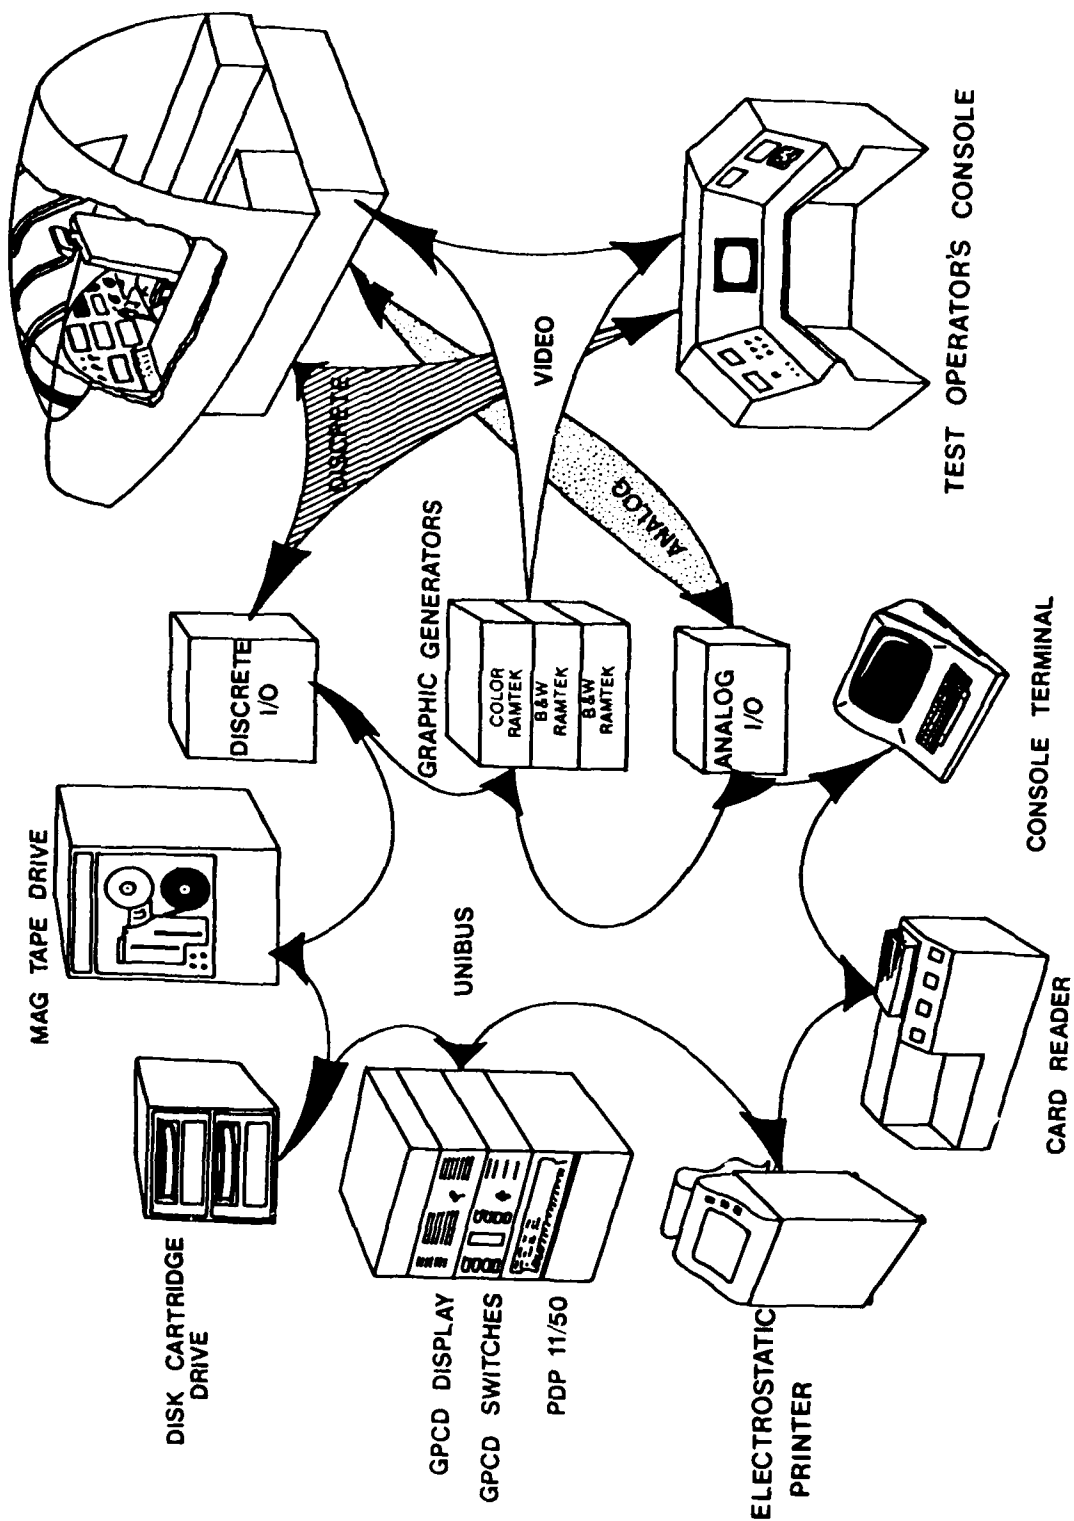 DISK CARTRIDGE
DRIVE
MAG TAPE DRIVE
DISCRETE
I/O
DISCRETE
GPCD DISPLAY
GPCD SWITCHES
PDP 11/50
UNIBUS
GRAPHIC GENERATORS
COLOR
RAMTEK
B&W
RAMTEK
B&W
RAMTEK
VIDEO
ANALOG
ANALOG
I/O
ELECTROSTATIC
PRINTER
CARD READER
CONSOLE TERMINAL
TEST OPERATOR'S CONSOLE